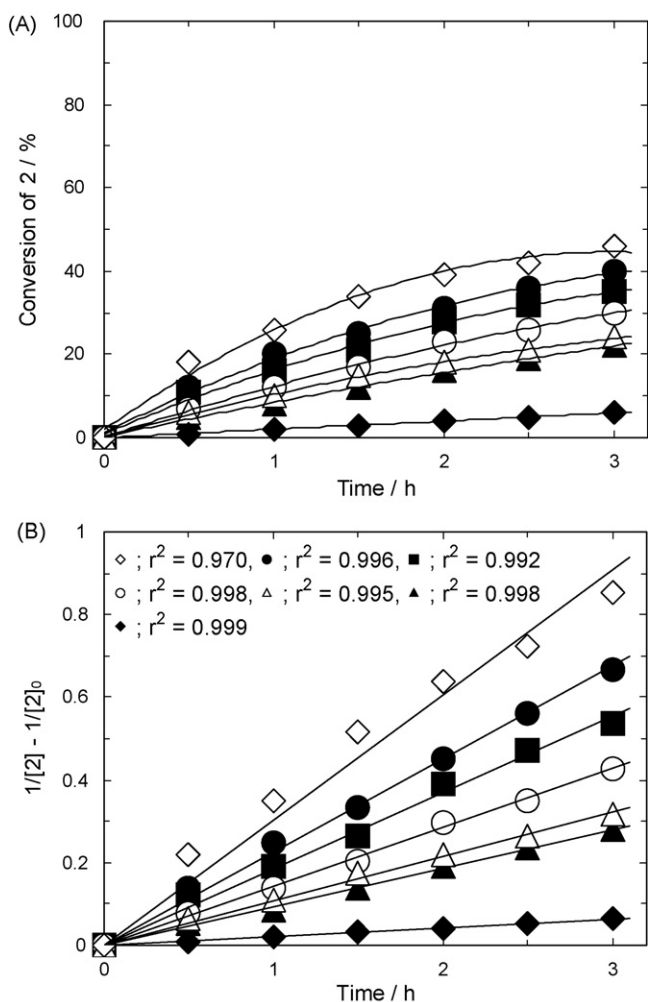 (A)
100
80
60
40
20
0
Conversion of 2 / %
0 1 2 3
Time / h
(B)
1
0.8
0.6
0.4
0.2
0
1/[2] - 1/[2]₀
◇ ; r² = 0.970, ● ; r² = 0.996, ■ ; r² = 0.992
○ ; r² = 0.998, △ ; r² = 0.995, ▲ ; r² = 0.998
◆ ; r² = 0.999
0 1 2 3
Time / h